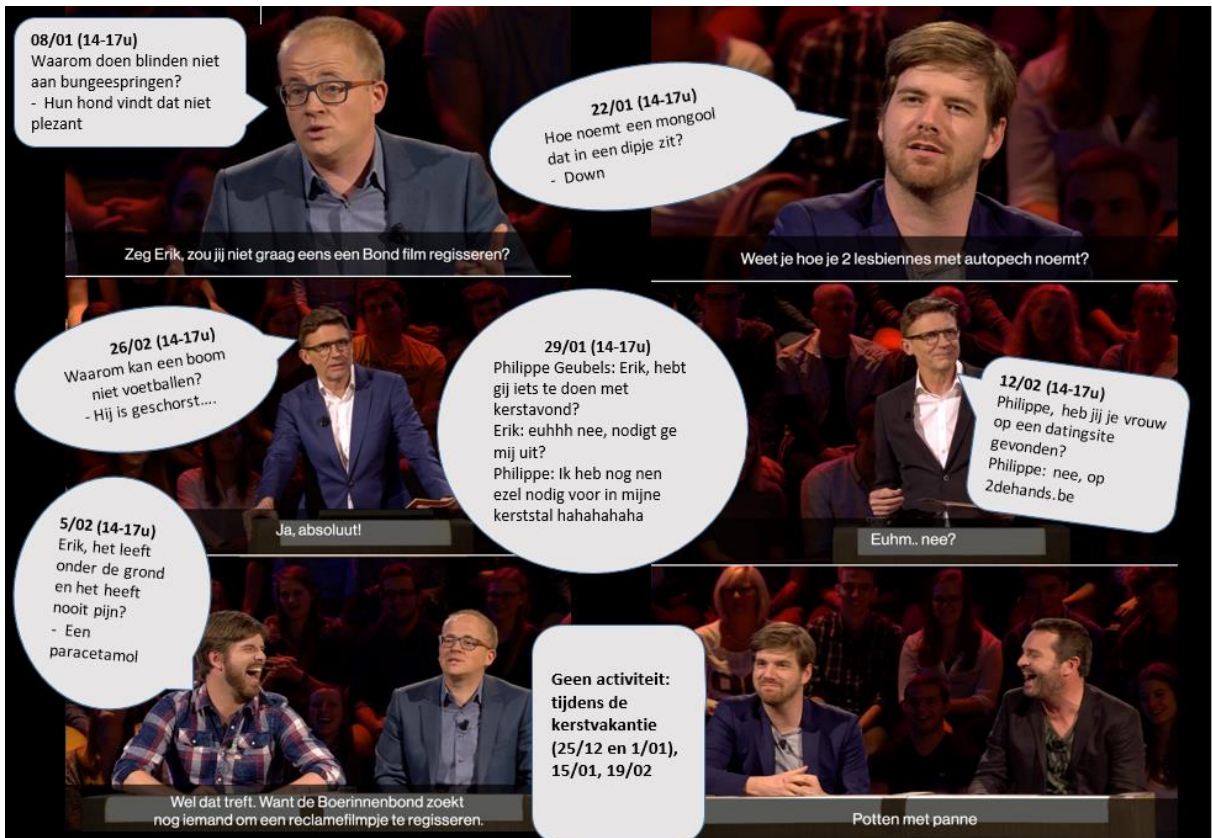 08/01 (14-17u)
Waarom doen blinden niet
aan bungeespringen?
- Hun hond vindt dat niet
plezant
Zeg Erik, zou jij niet graag eens een Bond film regisseren?
22/01 (14-17u)
Hoe noemt een mongool
dat in een dipje zit?
- Down
Weet je hoe je 2 lesbiennes met autopech noemt?
26/02 (14-17u)
Waarom kan een boom
niet voetballen?
- Hij is geschorst....
Ja, absoluut!
29/01 (14-17u)
Philippe Geubels: Erik, hebt
gij iets te doen met
kerstavond?
Erik: euhhh nee, nodigt ge
mij uit?
Philippe: Ik heb nog nen
ezel nodig voor in mijne
kerststal hahahahaha
12/02 (14-17u)
Philippe, heb jij je vrouw
op een datingsite
gevonden?
Philippe: nee, op
2dehands.be
Euhm.. nee?
5/02 (14-17u)
Erik, het leeft
onder de grond
en het heeft
nooit pijn?
- Een
paracetamol
Wel dat treft. Want de Boerinnenbond zoekt
nog iemand om een reclamefilmpje te regisseren.
Geen activiteit:
tijdens de
kerstvakantie
(25/12 en 1/01),
15/01, 19/02
Potten met panne